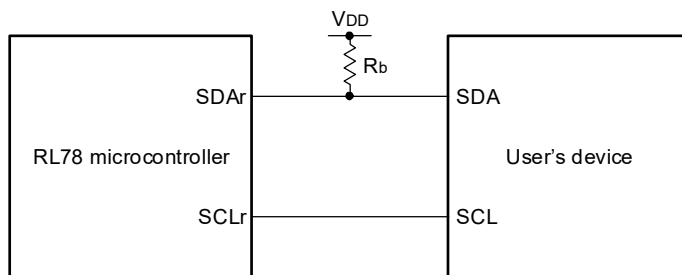 VDD
Rb
SDAr
SDA
RL78 microcontroller
User's device
SCLr
SCL